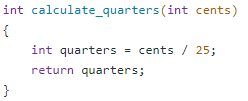 int calculate_quarters(int cents)
{
    int quarters = cents / 25;
    return quarters;
}